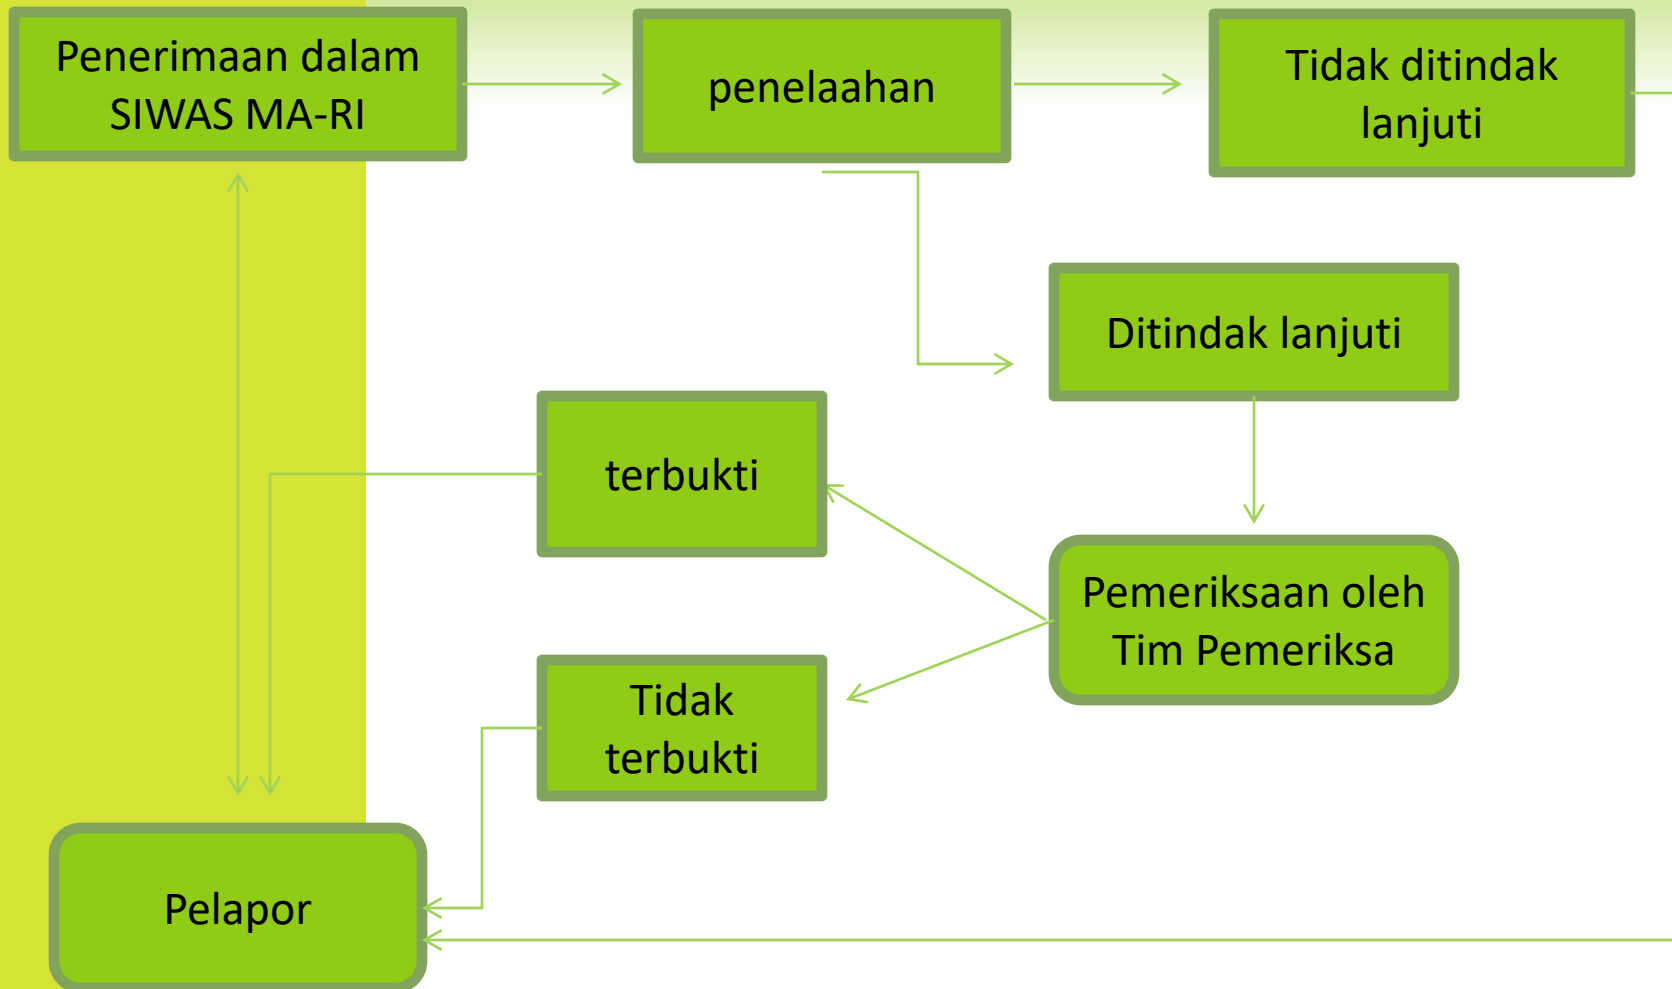 Penerimaan dalam
SIWAS MA-RI
penelaahan
Tidak ditindak
lanjuti
Ditindak lanjuti
terbukti
Pemeriksaan oleh
Tim Pemeriksa
Tidak
terbukti
Pelapor